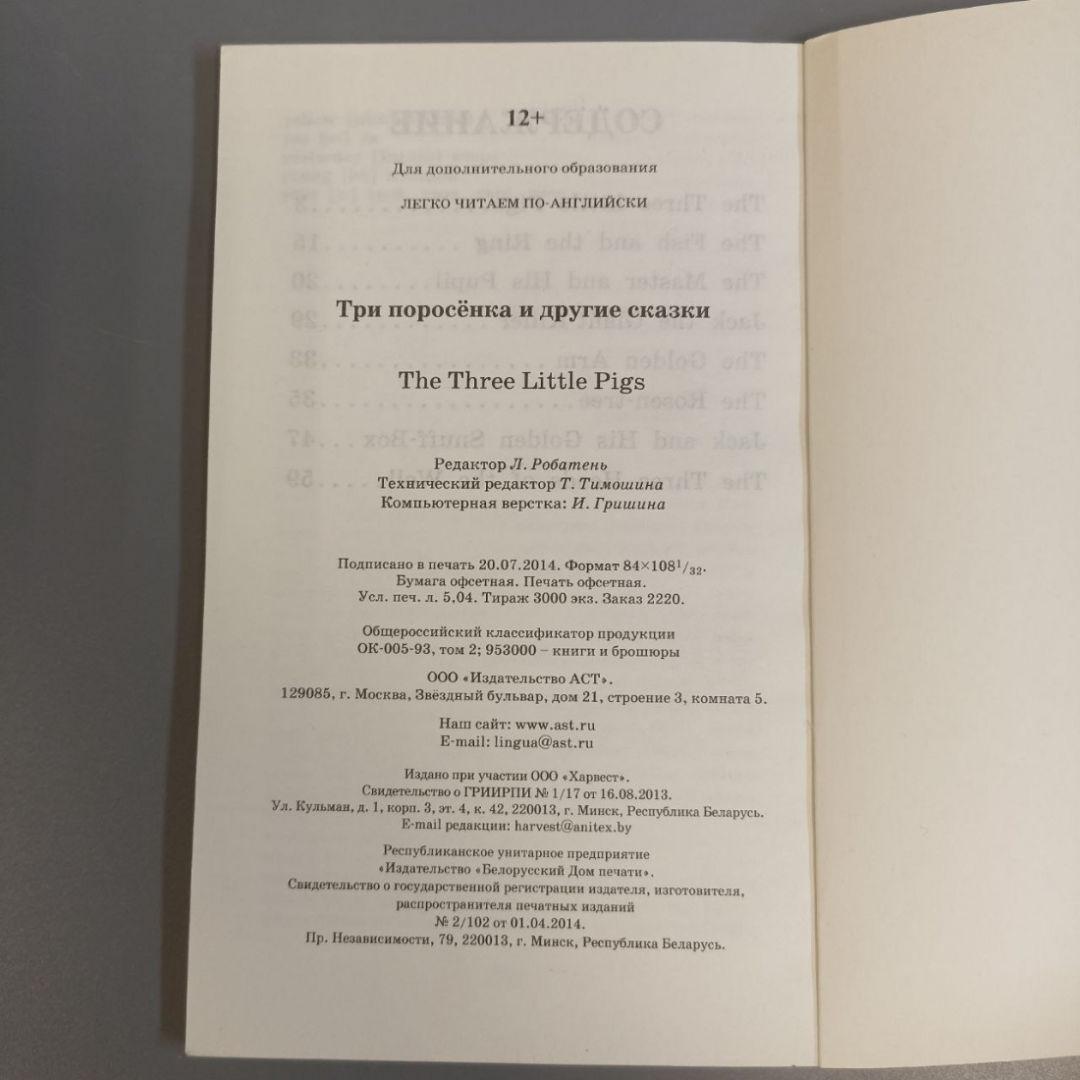 12+
Для дополнительного образования
ЛЕГКО ЧИТАЕМ ПО-АНГЛИЙСКИ
Три поросёнка и другие сказки
The Three Little Pigs
Редактор Л. Робатень
Технический редактор Т. Тимошина
Компьютерная верстка: И. Гришина
Подписано в печать 20.07.2014. Формат 84×108¹/₃₂.
Бумага офсетная. Печать офсетная.
Усл. печ. л. 5,04. Тираж 3000 экз. Заказ 2220.
Общероссийский классификатор продукции
ОК-005-93, том 2; 953000 – книги и брошюры
ООО «Издательство АСТ».
129085, г. Москва, Звёздный бульвар, дом 21, строение 3, комната 5.
Наш сайт: www.ast.ru
E-mail: lingua@ast.ru
Издано при участии ООО «Харвест».
Свидетельство о ГРИИРПИ № 1/17 от 16.08.2013.
Ул. Кульман, д. 1, корп. 3, эт. 4, к. 42, 220013, г. Минск, Республика Беларусь.
E-mail редакции: harvest@anitex.by
Республиканское унитарное предприятие
«Издательство «Белорусский Дом печати».
Свидетельство о государственной регистрации издателя, изготовителя,
распространителя печатных изданий
№ 2/102 от 01.04.2014.
Пр. Независимости, 79, 220013, г. Минск, Республика Беларусь.